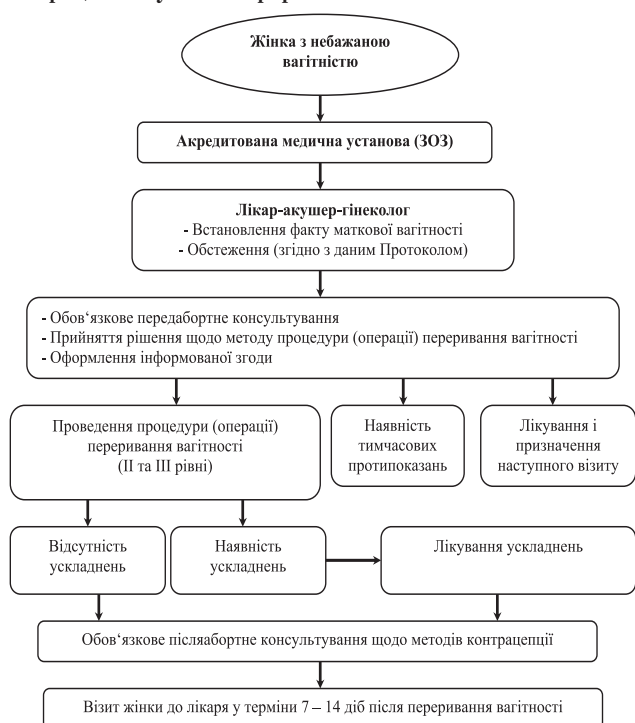 Жінка з небажаною
вагітністю
Акредитована медична установа (ЗОЗ)
Лікар-акушер-гінеколог
- Встановлення факту маткової вагітності
- Обстеження (згідно з даним Протоколом)
- Обов‘язкове передабортне консультування
- Прийняття рішення щодо методу процедури (операції) переривання вагітності
- Оформлення інформованої згоди
Проведення процедури (операції)
переривання вагітності
(ІІ та ІІІ рівні)
Наявність
тимчасових
протипоказань
Лікування і
призначення
наступного візиту
Відсутність
ускладнень
Наявність
ускладнень
Лікування ускладнень
Обов‘язкове післяабортне консультування щодо методів контрацепції
Візит жінки до лікаря у терміни 7 – 14 діб після переривання вагітності